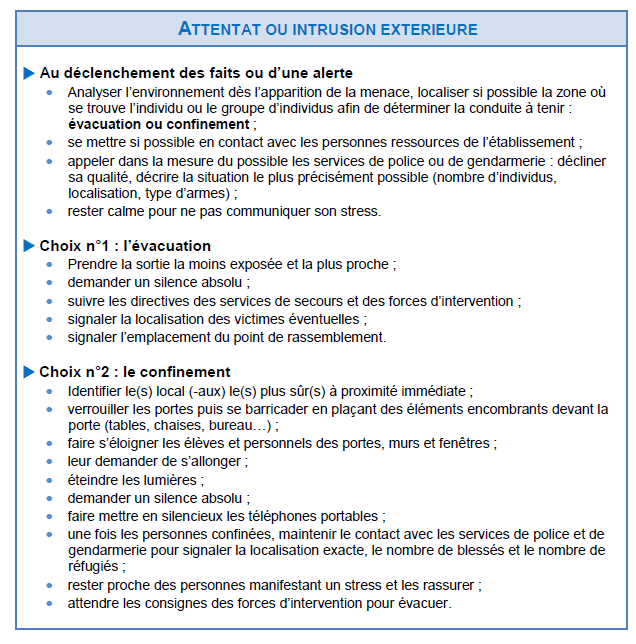 ATTENTAT OU INTRUSION EXTERIEURE
Au déclenchement des faits ou d'une alerte
• Analyser l'environnement dès l'apparition de la menace, localiser si possible la zone où
se trouve l'individu ou le groupe d'individus afin de déterminer la conduite à tenir :
évacuation ou confinement ;
• se mettre si possible en contact avec les personnes ressources de l'établissement ;
• appeler dans la mesure du possible les services de police ou de gendarmerie : décliner
sa qualité, décrire la situation le plus précisément possible (nombre d'individus,
localisation, type d'armes) ;
• rester calme pour ne pas communiquer son stress.
Choix n°1 : l'évacuation
• Prendre la sortie la moins exposée et la plus proche ;
• demander un silence absolu ;
• suivre les directives des services de secours et des forces d'intervention ;
• signaler la localisation des victimes éventuelles ;
• signaler l'emplacement du point de rassemblement.
Choix n°2 : le confinement
• Identifier le(s) local (-aux) le(s) plus sûr(s) à proximité immédiate ;
• verrouiller les portes puis se barricader en plaçant des éléments encombrants devant la
porte (tables, chaises, bureau…) ;
• faire s'éloigner les élèves et personnels des portes, murs et fenêtres ;
• leur demander de s'allonger ;
• éteindre les lumières ;
• demander un silence absolu ;
• faire mettre en silencieux les téléphones portables ;
• une fois les personnes confinées, maintenir le contact avec les services de police et de
gendarmerie pour signaler la localisation exacte, le nombre de blessés et le nombre de
réfugiés ;
• rester proche des personnes manifestant un stress et les rassurer ;
• attendre les consignes des forces d'intervention pour évacuer.